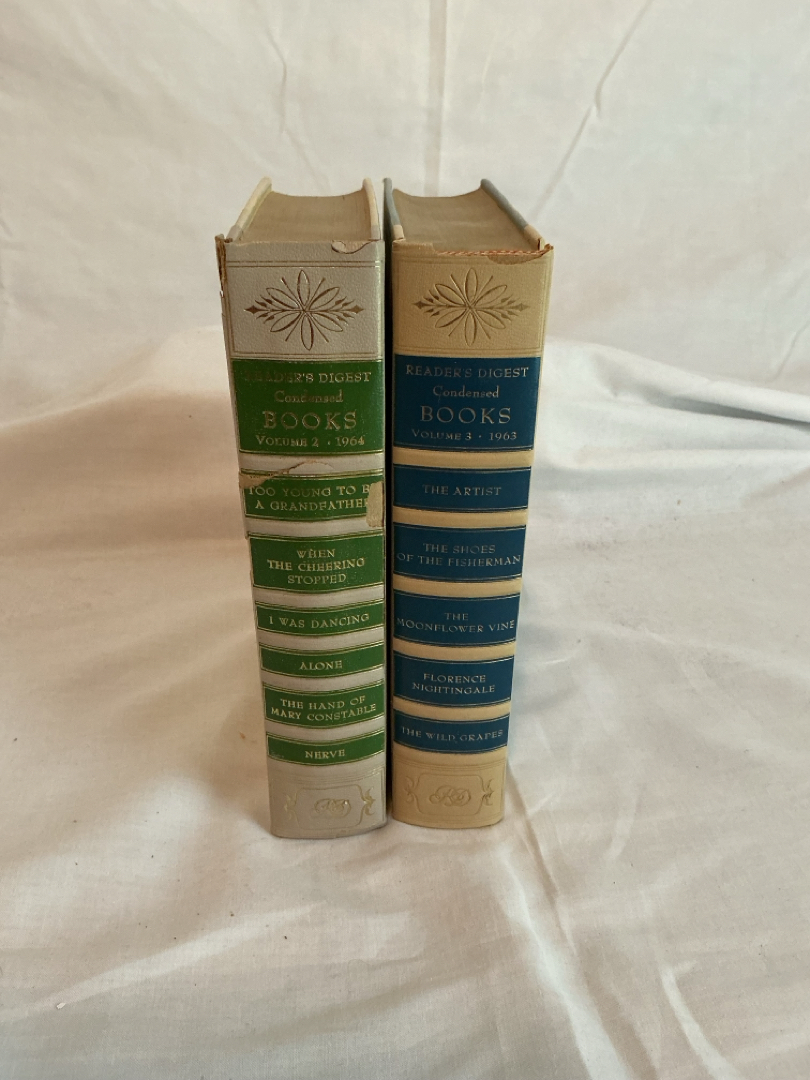 READER'S DIGEST
Condensed
BOOKS
VOLUME 2 · 1964
TOO YOUNG TO B
A GRANDFATHER
WHEN
THE CHEERING
STOPPED
I WAS DANCING
ALONE
THE HAND OF
MARY CONSTABLE
NERVE
READER'S DIGEST
Condensed
BOOKS
VOLUME 3 · 1963
THE ARTIST
THE SHOES
OF THE FISHERMAN
THE
MOONFLOWER VINE
FLORENCE
NIGHTINGALE
THE WILD GRAPES